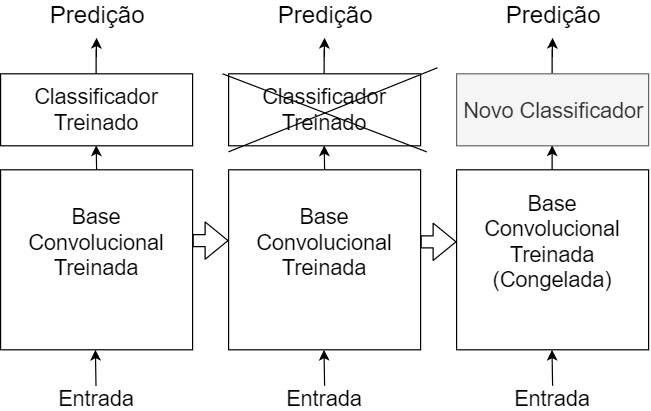 Predição
Classificador
Treinado
Base
Convolucional
Treinada
Entrada
Predição
Classificador
Treinado
Base
Convolucional
Treinada
Entrada
Predição
Novo Classificador
Base
Convolucional
Treinada
(Congelada)
Entrada